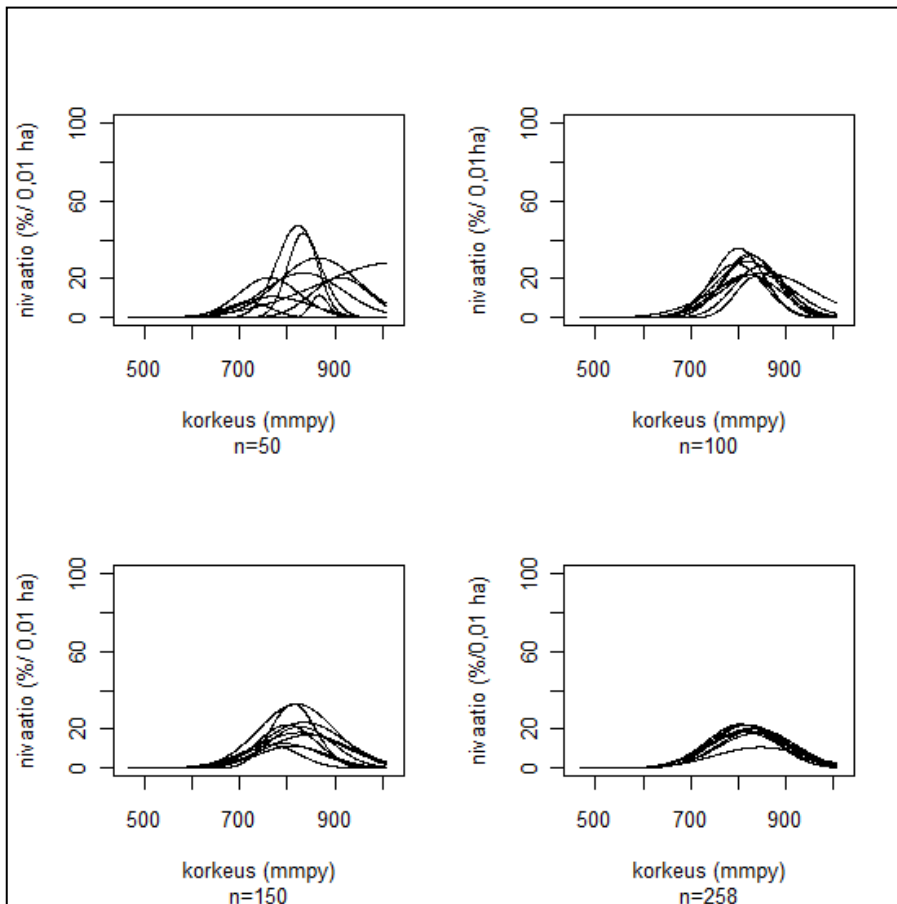 nivaatio (%/ 0,01 ha)
100
60
20
0
500 700 900
korkeus (mmpy)
n=50
nivaatio (%/ 0,01ha)
100
60
20
0
500 700 900
korkeus (mmpy)
n=100
nivaatio (%/ 0,01 ha)
100
60
20
0
500 700 900
korkeus (mmpy)
n=150
nivaatio (%/0,01 ha)
100
60
20
0
500 700 900
korkeus (mmpy)
n=258